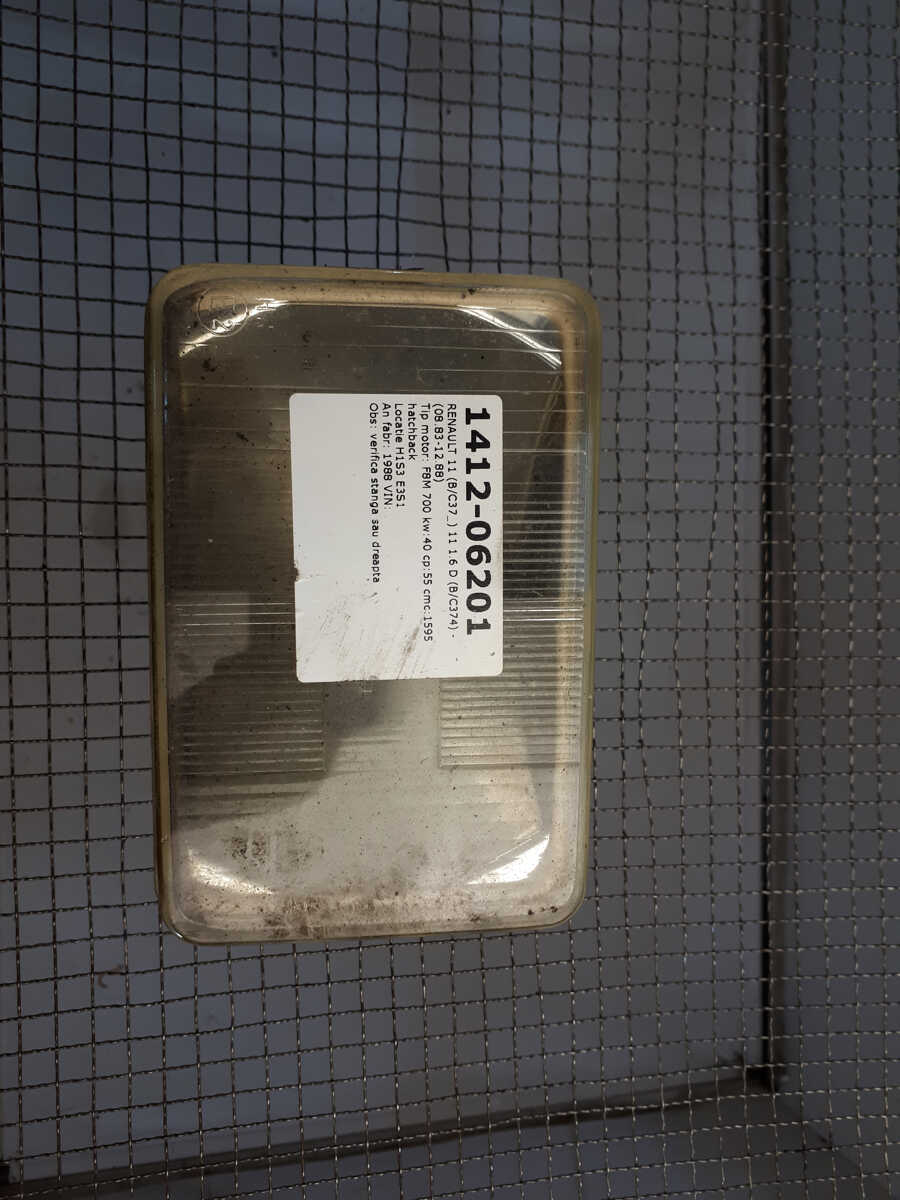 1412-06201
RENAULT 11 (B/C37_) 11 1.6 D (B/C374) -
(08.83-12.88)
Tip motor: F8M 700 kw:40 cp:55 cmc:1595
hatchback
Locatie H1S3 E3S1
An fabr: 1988 VIN:
Obs: verifica stanga sau dreapta